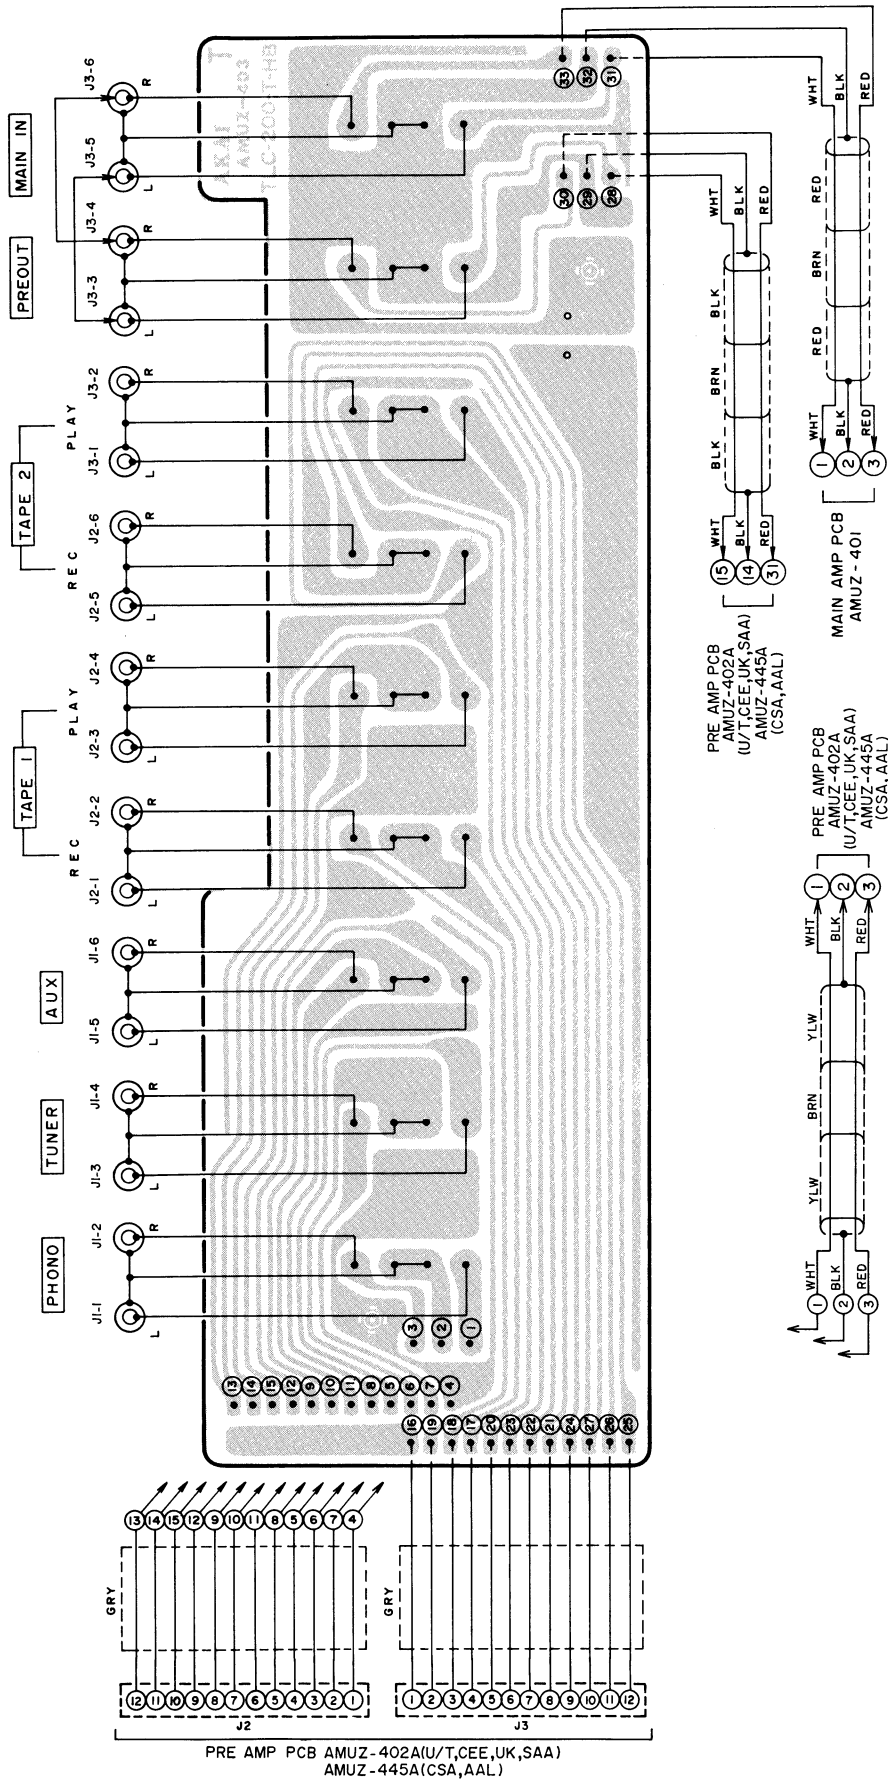 MAIN IN
J3-6
R
J3-5
L
PREOUT
J3-4
R
J3-3
L
TAPE 2
PLAY
J3-2
R
J3-1
L
REC
J2-6
R
J2-5
L
TAPE 1
PLAY
J2-4
R
J2-3
L
REC
J2-2
R
J2-1
L
AUX
J1-6
R
J1-5
L
TUNER
J1-4
R
J1-3
L
PHONO
J1-2
R
J1-1
L
AKAI
AMUZ-403
TLC-200-T-HB
33 32 31
30 29 28
WHT
BLK
RED
RED
BRN
RED
WHT
BLK
RED
1
2
3
MAIN AMP PCB
AMUZ-401
WHT
BLK
RED
BLK
BRN
BLK
WHT
BLK
RED
15
14
31
PRE AMP PCB
AMUZ-402A
(U/T,CEE,UK,SAA)
AMUZ-445A
(CSA,AAL)
PRE AMP PCB
AMUZ-402A
(U/T,CEE,UK,SAA)
AMUZ-445A
(CSA,AAL)
1
2
3
WHT
BLK
RED
YLW
BRN
YLW
WHT
BLK
RED
1
2
3
3 2 1
13 14 15 12 9 10 11 8 5 6 7 4
16 19 18 17 20 23 22 21 24 27 26 25
13 14 15 12 9 10 11 8 5 6 7 4
GRY
GRY
12 11 10 9 8 7 6 5 4 3 2 1
J2
1 2 3 4 5 6 7 8 9 10 11 12
J3
PRE AMP PCB AMUZ-402A(U/T,CEE,UK,SAA)
AMUZ-445A(CSA,AAL)